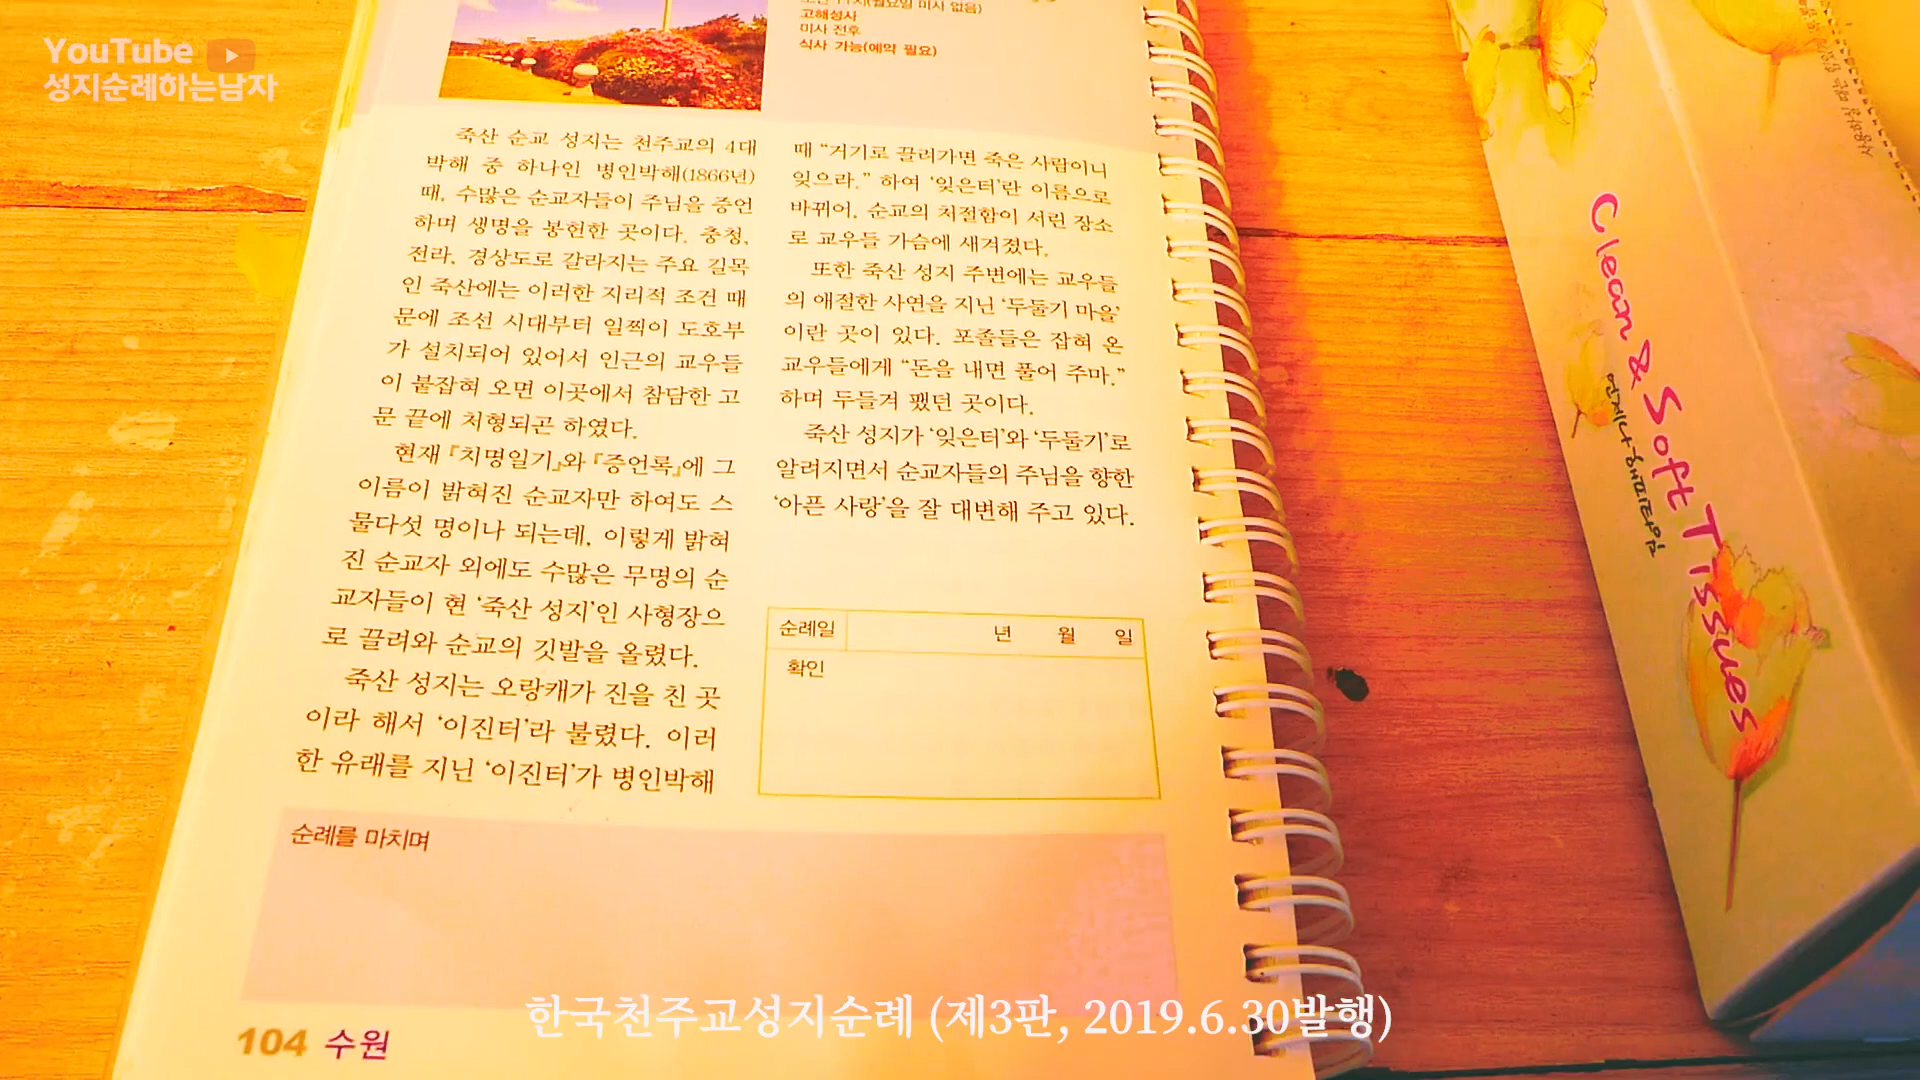 YouTube
성지순례하는남자
오전 11시(월요일 미사 없음)
고해성사
미사 전후
식사 가능(예약 필요)
죽산 순교 성지는 천주교의 4대
박해 중 하나인 병인박해(1866년)
때, 수많은 순교자들이 주님을 증언
하며 생명을 봉헌한 곳이다. 충청,
전라, 경상도로 갈라지는 주요 길목
인 죽산에는 이러한 지리적 조건 때
문에 조선 시대부터 일찍이 도호부
가 설치되어 있어서 인근의 교우들
이 붙잡혀 오면 이곳에서 참담한 고
문 끝에 처형되곤 하였다.
현재 『치명일기』와 『증언록』에 그
이름이 밝혀진 순교자만 하여도 스
물다섯 명이나 되는데, 이렇게 밝혀
진 순교자 외에도 수많은 무명의 순
교자들이 현 ‘죽산 성지’인 사형장으
로 끌려와 순교의 깃발을 올렸다.
죽산 성지는 오랑캐가 진을 친 곳
이라 해서 ‘이진터’라 불렸다. 이러
한 유래를 지닌 ‘이진터’가 병인박해
때 “거기로 끌려가면 죽은 사람이니
잊으라.” 하여 ‘잊은터’란 이름으로
바뀌어, 순교의 처절함이 서린 장소
로 교우들 가슴에 새겨졌다.
또한 죽산 성지 주변에는 교우들
의 애절한 사연을 지닌 ‘두둘기 마을’
이란 곳이 있다. 포졸들은 잡혀 온
교우들에게 “돈을 내면 풀어 주마.”
하며 두들겨 팼던 곳이다.
죽산 성지가 ‘잊은터’와 ‘두둘기’로
알려지면서 순교자들의 주님을 향한
‘아픈 사랑’을 잘 대변해 주고 있다.
순례일 년 월 일
확인
순례를 마치며
104 수원
Clean & Soft Tissues
언제나 해피타임
한국천주교성지순례 (제3판, 2019.6.30발행)